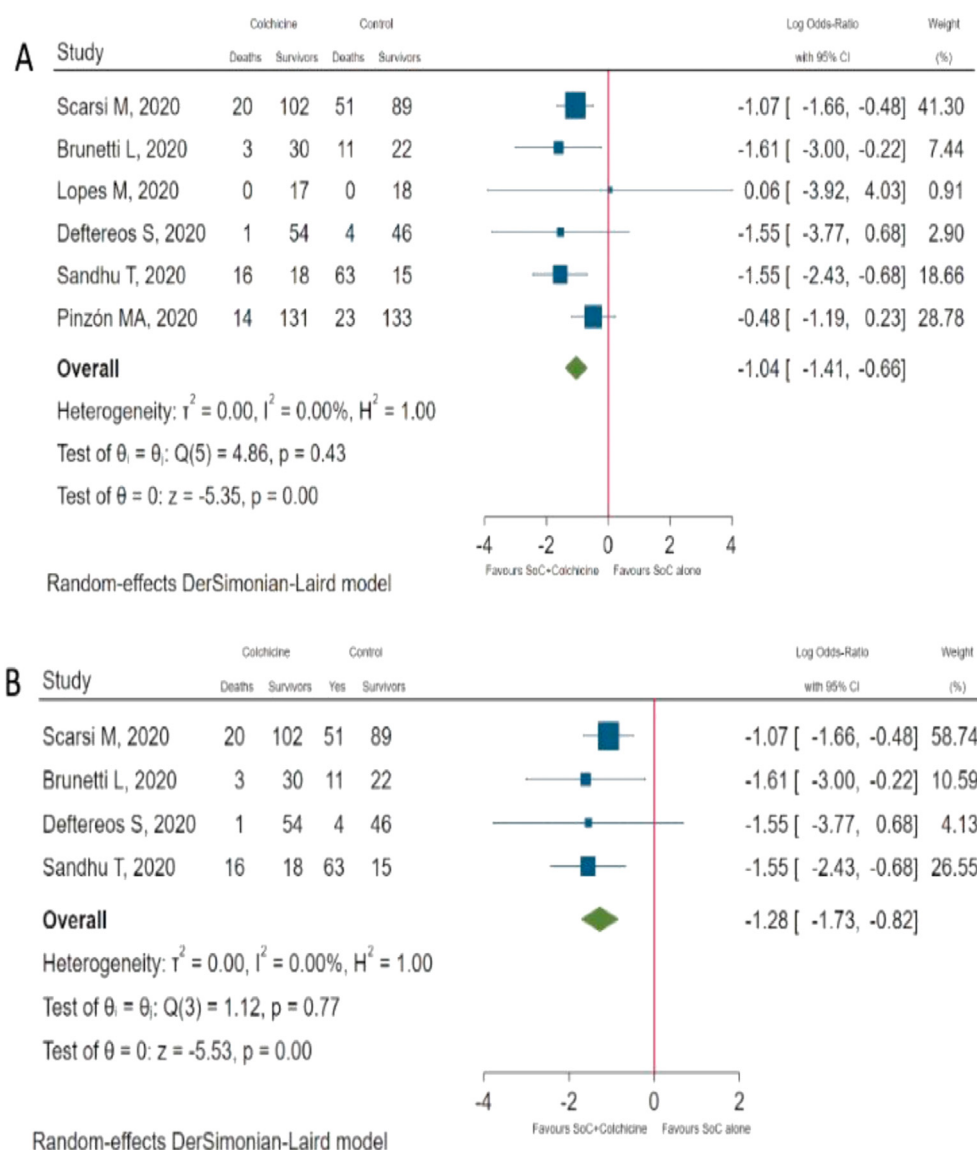 A
Colchicine Control Log Odds-Ratio Weight
Study Deaths Survivors Deaths Survivors with 95% CI (%)
Scarsi M, 2020 20 102 51 89 -1.07 [ -1.66, -0.48] 41.30
Brunetti L, 2020 3 30 11 22 -1.61 [ -3.00, -0.22] 7.44
Lopes M, 2020 0 17 0 18 0.06 [ -3.92, 4.03] 0.91
Deftereos S, 2020 1 54 4 46 -1.55 [ -3.77, 0.68] 2.90
Sandhu T, 2020 16 18 63 15 -1.55 [ -2.43, -0.68] 18.66
Pinzón MA, 2020 14 131 23 133 -0.48 [ -1.19, 0.23] 28.78
Overall -1.04 [ -1.41, -0.66]
Heterogeneity: τ² = 0.00, I² = 0.00%, H² = 1.00
Test of θᵢ = θⱼ: Q(5) = 4.86, p = 0.43
Test of θ = 0: z = -5.35, p = 0.00
-4 -2 0 2 4
Favours SoC+Colchicine Favours SoC alone
Random-effects DerSimonian-Laird model
B
Colchicine Control Log Odds-Ratio Weight
Study Deaths Survivors Yes Survivors with 95% CI (%)
Scarsi M, 2020 20 102 51 89 -1.07 [ -1.66, -0.48] 58.74
Brunetti L, 2020 3 30 11 22 -1.61 [ -3.00, -0.22] 10.59
Deftereos S, 2020 1 54 4 46 -1.55 [ -3.77, 0.68] 4.13
Sandhu T, 2020 16 18 63 15 -1.55 [ -2.43, -0.68] 26.55
Overall -1.28 [ -1.73, -0.82]
Heterogeneity: τ² = 0.00, I² = 0.00%, H² = 1.00
Test of θᵢ = θⱼ: Q(3) = 1.12, p = 0.77
Test of θ = 0: z = -5.53, p = 0.00
-4 -2 0 2
Favours SoC+Colchicine Favours SoC alone
Random-effects DerSimonian-Laird model